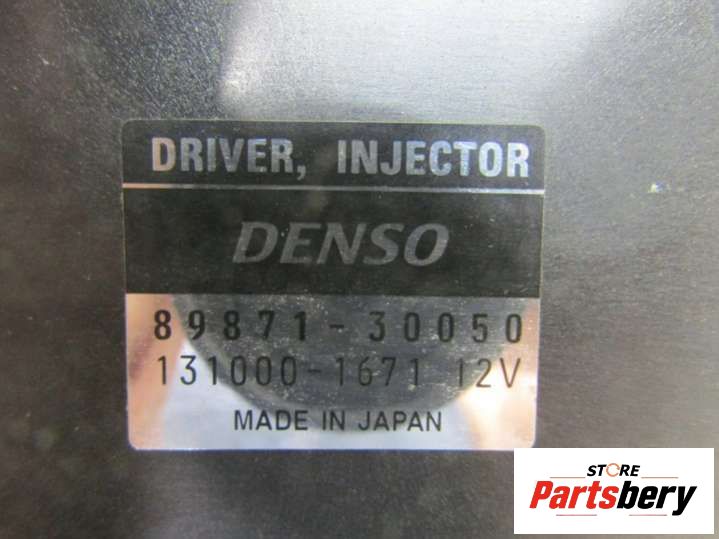 DRIVER, INJECTOR
DENSO
89871-30050
131000-1671 12V
MADE IN JAPAN
STORE
Partsbery